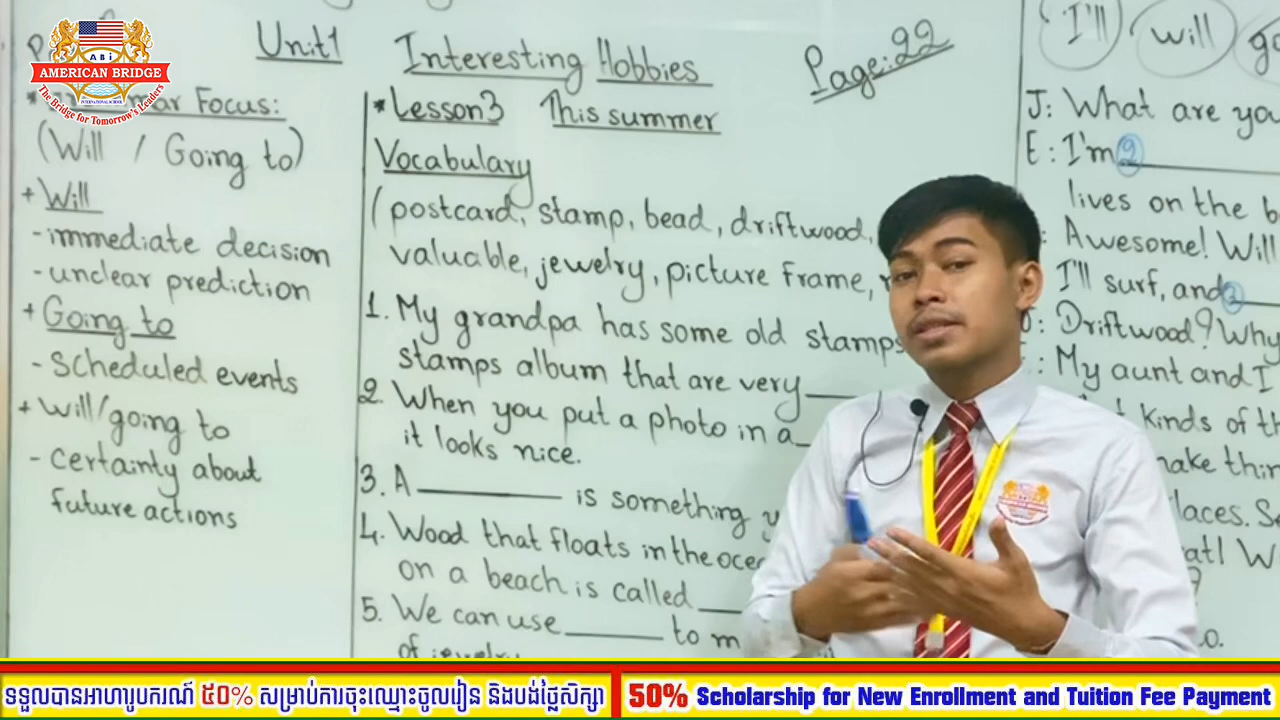 ABi
AMERICAN BRIDGE
INTERNATIONAL SCHOOL
The Bridge for Tomorrow's Leaders
Unit1 Interesting Hobbies Page:22
Focus:
(Will / Going to)
+ Will
- immediate decision
- unclear prediction
+ Going to
- scheduled events
+ will/going to
- certainty about
future actions
* Lesson3 This summer
Vocabulary
(postcard, stamp, bead, driftwood,
valuable, jewelry, picture frame,
1. My grandpa has some old stamps
stamps album that are very
2. When you put a photo in a
it looks nice.
3. A is something
4. Wood that floats in the
on a beach is called
5. We can use to
of jewelry
I'll will
J: What are you
E: I'm 2
lives on the
Awesome! Will
I'll surf, and 3
Driftwood? Why
: My aunt and I
kinds of
ទទួលបានអាហារូបករណ៍ ៥០% សម្រាប់ការចុះឈ្មោះចូលរៀន និងបង់ថ្លៃសិក្សា
50% Scholarship for New Enrollment and Tuition Fee Payment